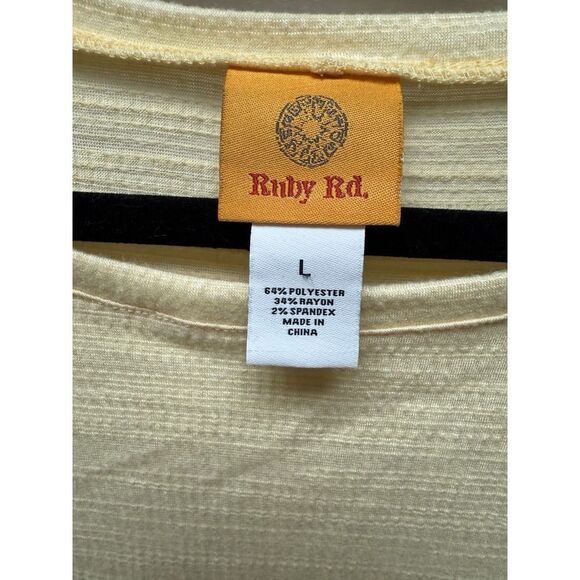 Ruby Rd.
L
64% POLYESTER
34% RAYON
2% SPANDEX
MADE IN
CHINA